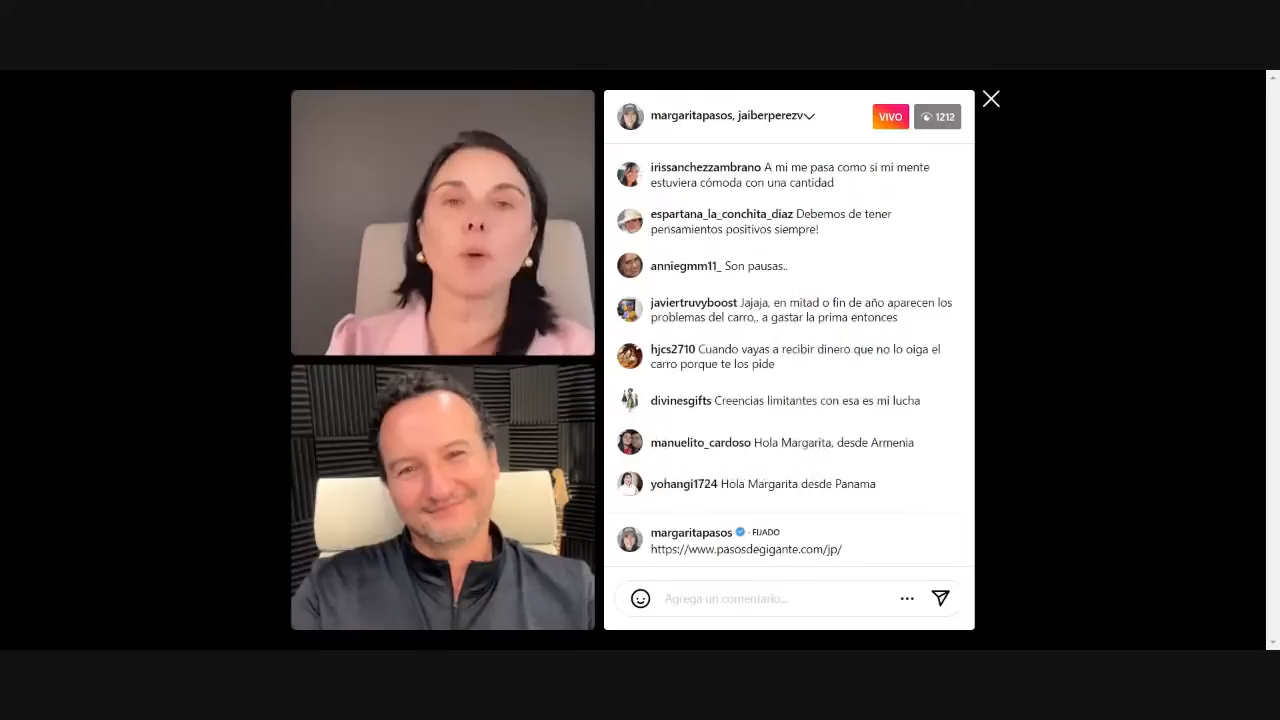 margaritapasos, jaiberperezv
VIVO
1212
irissanchezzambrano A mi me pasa como si mi mente
estuviera cómoda con una cantidad
espartana_la_conchita_diaz Debemos de tener
pensamientos positivos siempre!
anniegmm11_ Son pausas..
javiertruvyboost Jajaja, en mitad o fin de año aparecen los
problemas del carro,. a gastar la prima entonces
hjcs2710 Cuando vayas a recibir dinero que no lo oiga el
carro porque te los pide
divinesgifts Creencias limitantes con esa es mi lucha
manuelito_cardoso Hola Margarita, desde Armenia
yohangi1724 Hola Margarita desde Panama
margaritapasos · FIJADO
https://www.pasosdegigante.com/jp/
Agrega un comentario...